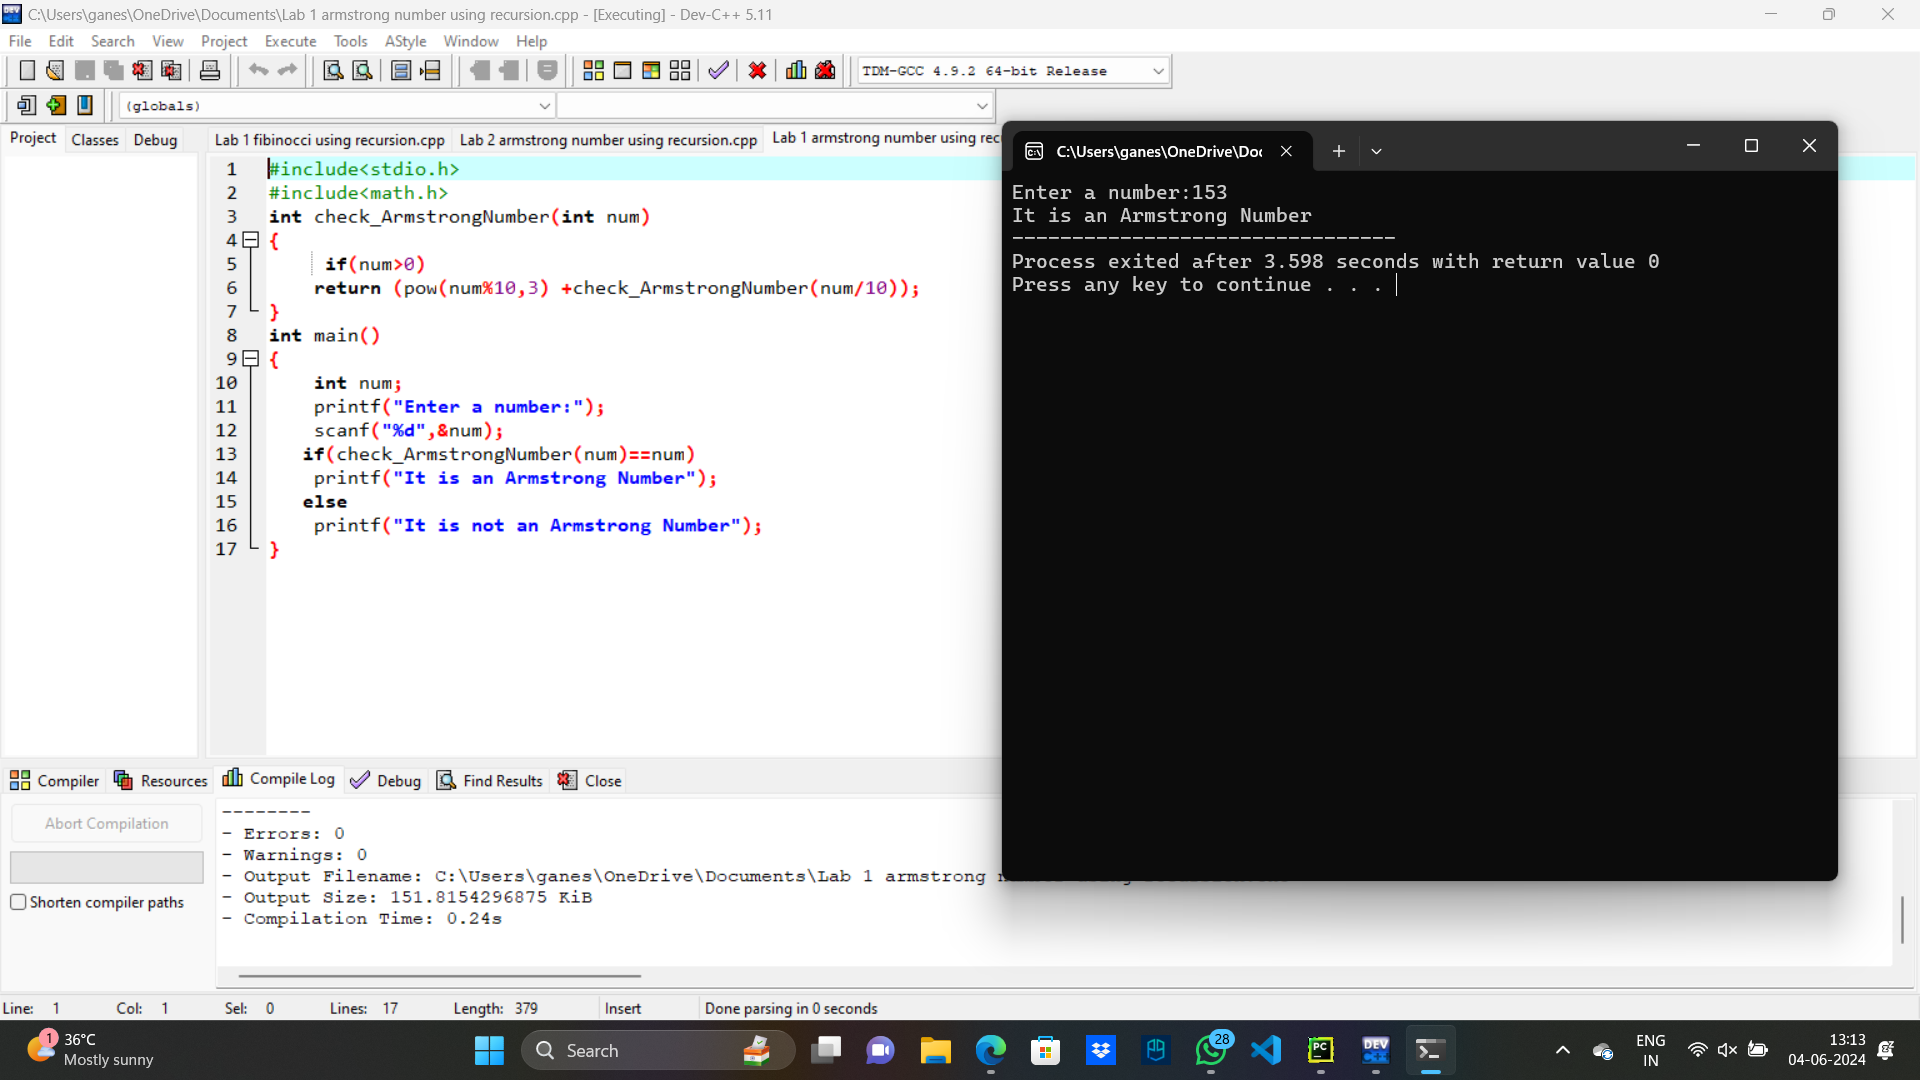 C:\Users\ganes\OneDrive\Documents\Lab 1 armstrong number using recursion.cpp - [Executing] - Dev-C++ 5.11
File Edit Search View Project Execute Tools AStyle Window Help
TDM-GCC 4.9.2 64-bit Release
(globals)
Project Classes Debug
Lab 1 fibinocci using recursion.cpp Lab 2 armstrong number using recursion.cpp Lab 1 armstrong number using rec
1 #include<stdio.h>
2 #include<math.h>
3 int check_ArmstrongNumber(int num)
4 {
5 if(num>0)
6 return (pow(num%10,3) +check_ArmstrongNumber(num/10));
7 }
8 int main()
9 {
10 int num;
11 printf("Enter a number:");
12 scanf("%d",&num);
13 if(check_ArmstrongNumber(num)==num)
14 printf("It is an Armstrong Number");
15 else
16 printf("It is not an Armstrong Number");
17 }
C:\Users\ganes\OneDrive\Doc
Enter a number:153
It is an Armstrong Number
--------------------------------
Process exited after 3.598 seconds with return value 0
Press any key to continue . . .
Compiler Resources Compile Log Debug Find Results Close
Abort Compilation
Shorten compiler paths
--------
- Errors: 0
- Warnings: 0
- Output Filename: C:\Users\ganes\OneDrive\Documents\Lab 1 armstrong
- Output Size: 151.8154296875 KiB
- Compilation Time: 0.24s
Line: 1 Col: 1 Sel: 0 Lines: 17 Length: 379 Insert Done parsing in 0 seconds
1
36°C
Mostly sunny
Search
28
PC
DEV
C++
ENG
IN
13:13
04-06-2024